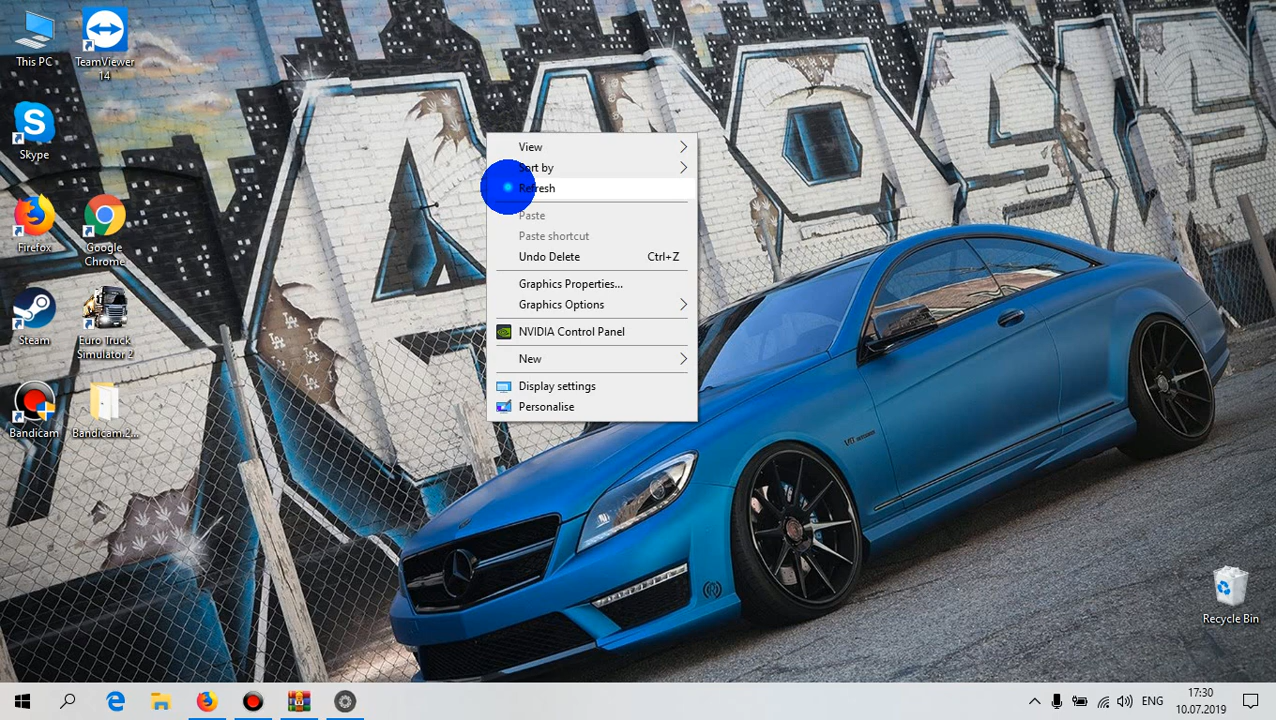 This PC
TeamViewer
14
Skype
Firefox
Google
Chrome
Steam
Euro Truck
Simulator 2
Bandicam
Bandicam.2...
View
Sort by
Refresh
Paste
Paste shortcut
Undo Delete Ctrl+Z
Graphics Properties...
Graphics Options
NVIDIA Control Panel
New
Display settings
Personalise
Recycle Bin
ENG
17:30
10.07.2019